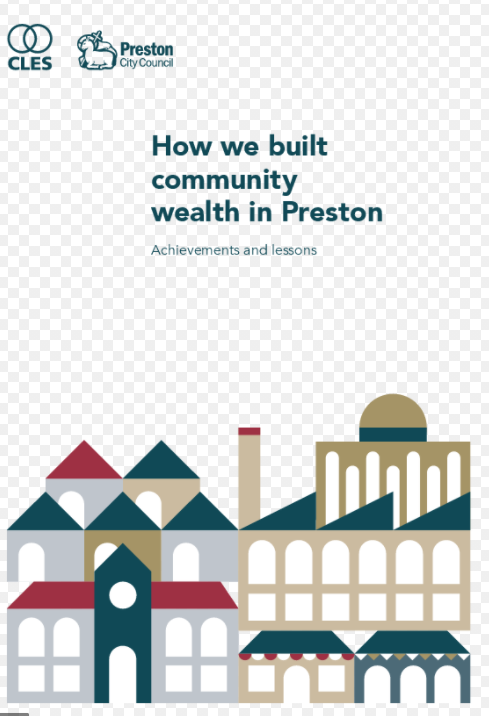 CLES
Preston
City Council
How we built
community
wealth in Preston
Achievements and lessons